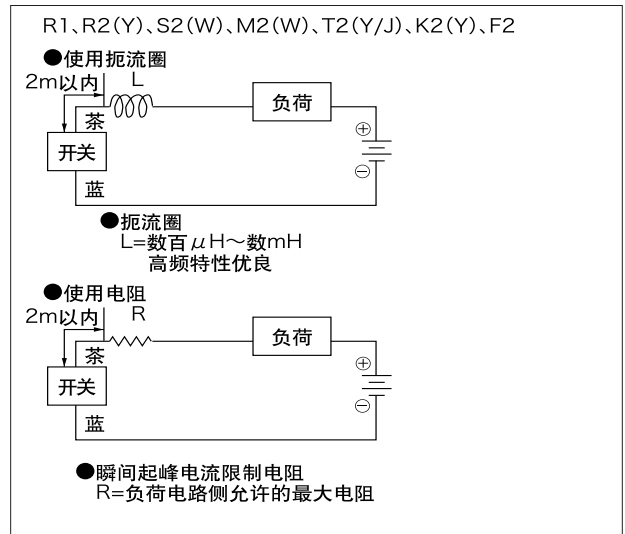 R1、R2(Y)、S2(W)、M2(W)、T2(Y/J)、K2(Y)、F2
●使用扼流圈
2m以内
L
茶
负荷
开关
⊕
⊖
蓝
●扼流圈
L=数百μH～数mH
高频特性优良
●使用电阻
2m以内
R
茶
负荷
开关
⊕
⊖
蓝
●瞬间起峰电流限制电阻
R=负荷电路侧允许的最大电阻